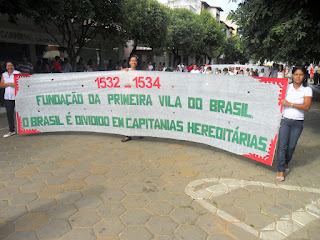 1532 - 1534
FUNDAÇÃO DA PRIMEIRA VILA DO BRASIL
O BRASIL É DIVIDIDO EM CAPITANIAS HEREDITÁRIAS